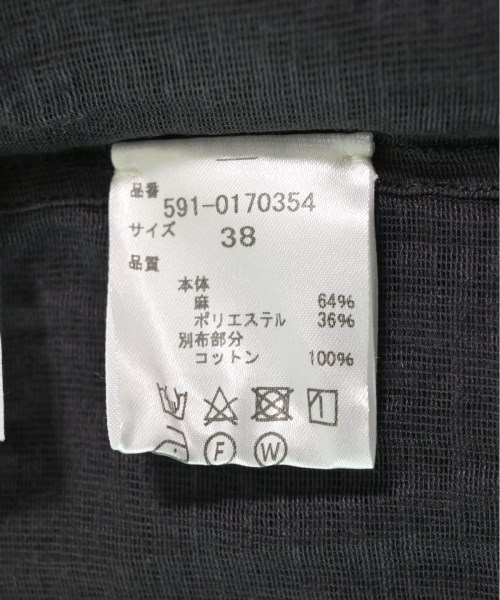 品番
591-0170354
サイズ
38
品質
本体
麻 64%
ポリエステル 36%
別布部分
コットン 100%
F W